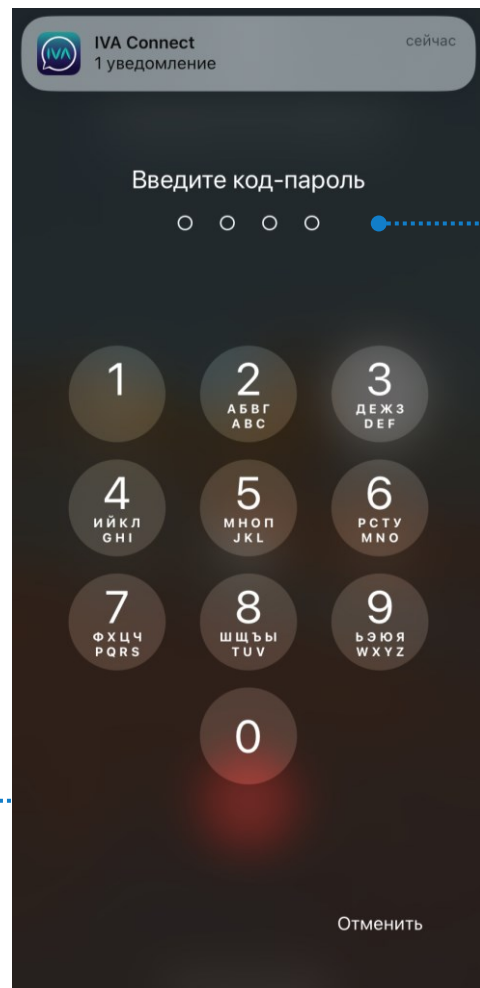 IVA
IVA Connect
сейчас
1 уведомление
Введите код-пароль
1
2
АБВГ
ABC
3
ДЕЖЗ
DEF
4
ИЙКЛ
GHI
5
МНОП
JKL
6
РСТУ
MNO
7
ФХЦЧ
PQRS
8
ШЩЪЫ
TUV
9
ЬЭЮЯ
WXYZ
0
Отменить